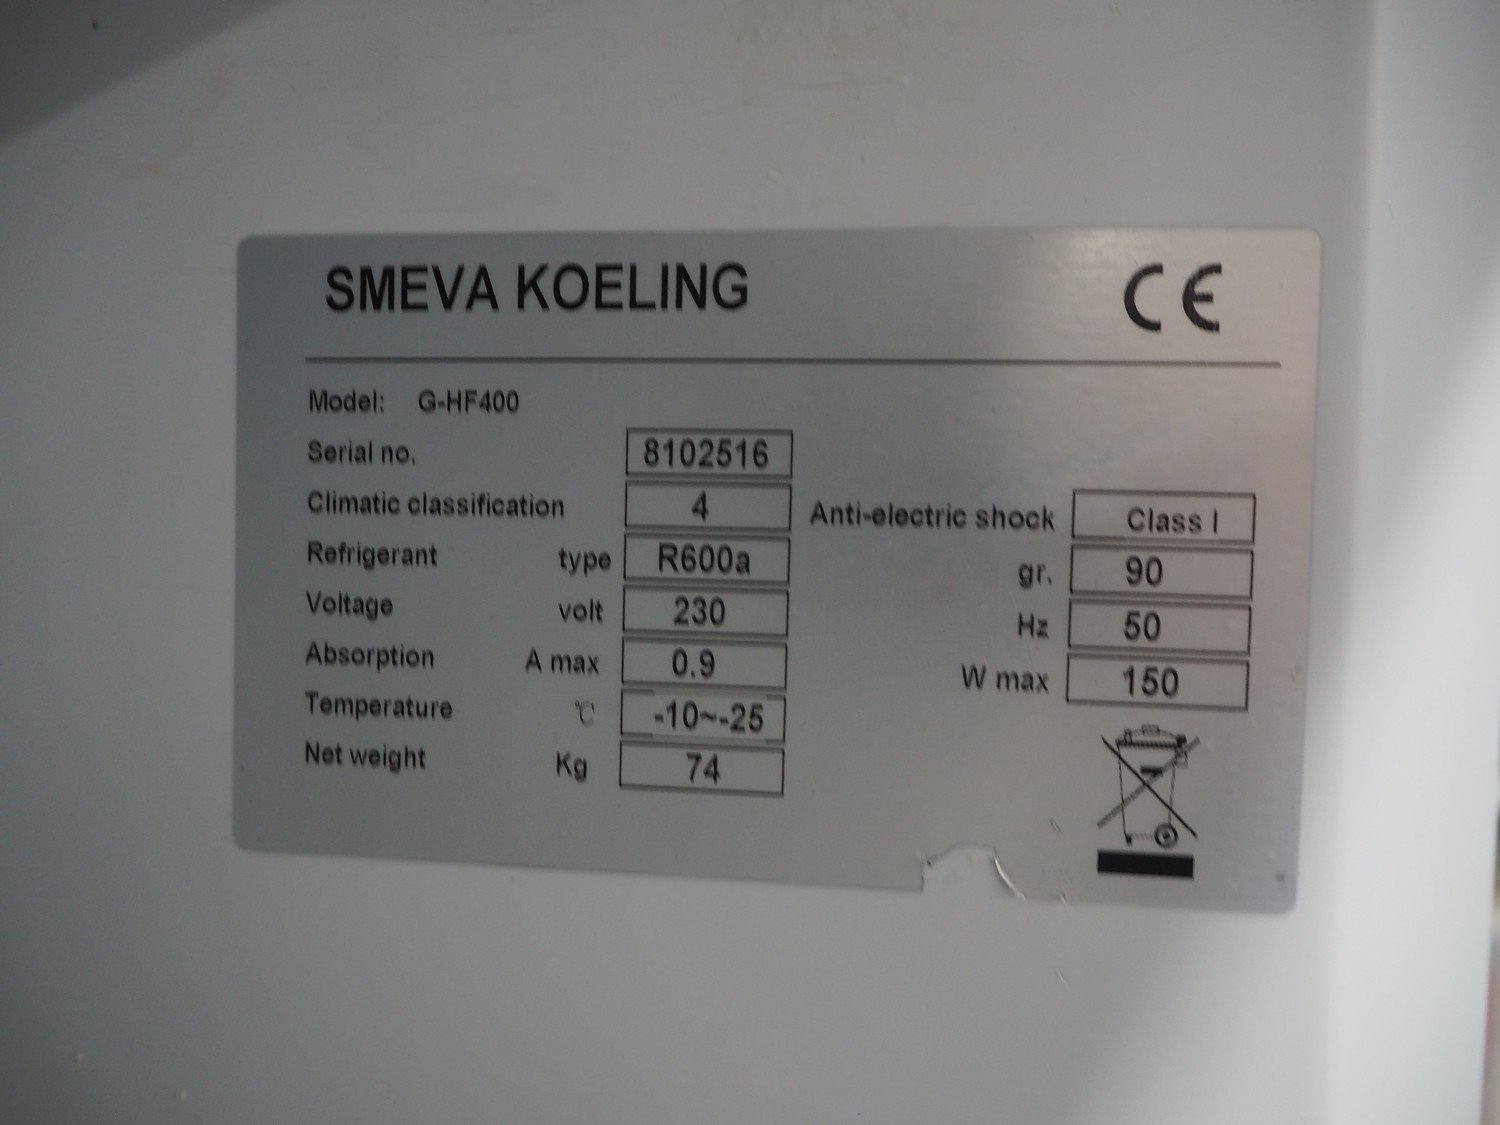 SMEVA KOELING CE
Model: G-HF400
Serial no. 8102516
Climatic classification 4 Anti-electric shock Class I
Refrigerant type R600a gr. 90
Voltage volt 230 Hz 50
Absorption A max 0.9 W max 150
Temperature ℃ -10~-25
Net weight Kg 74